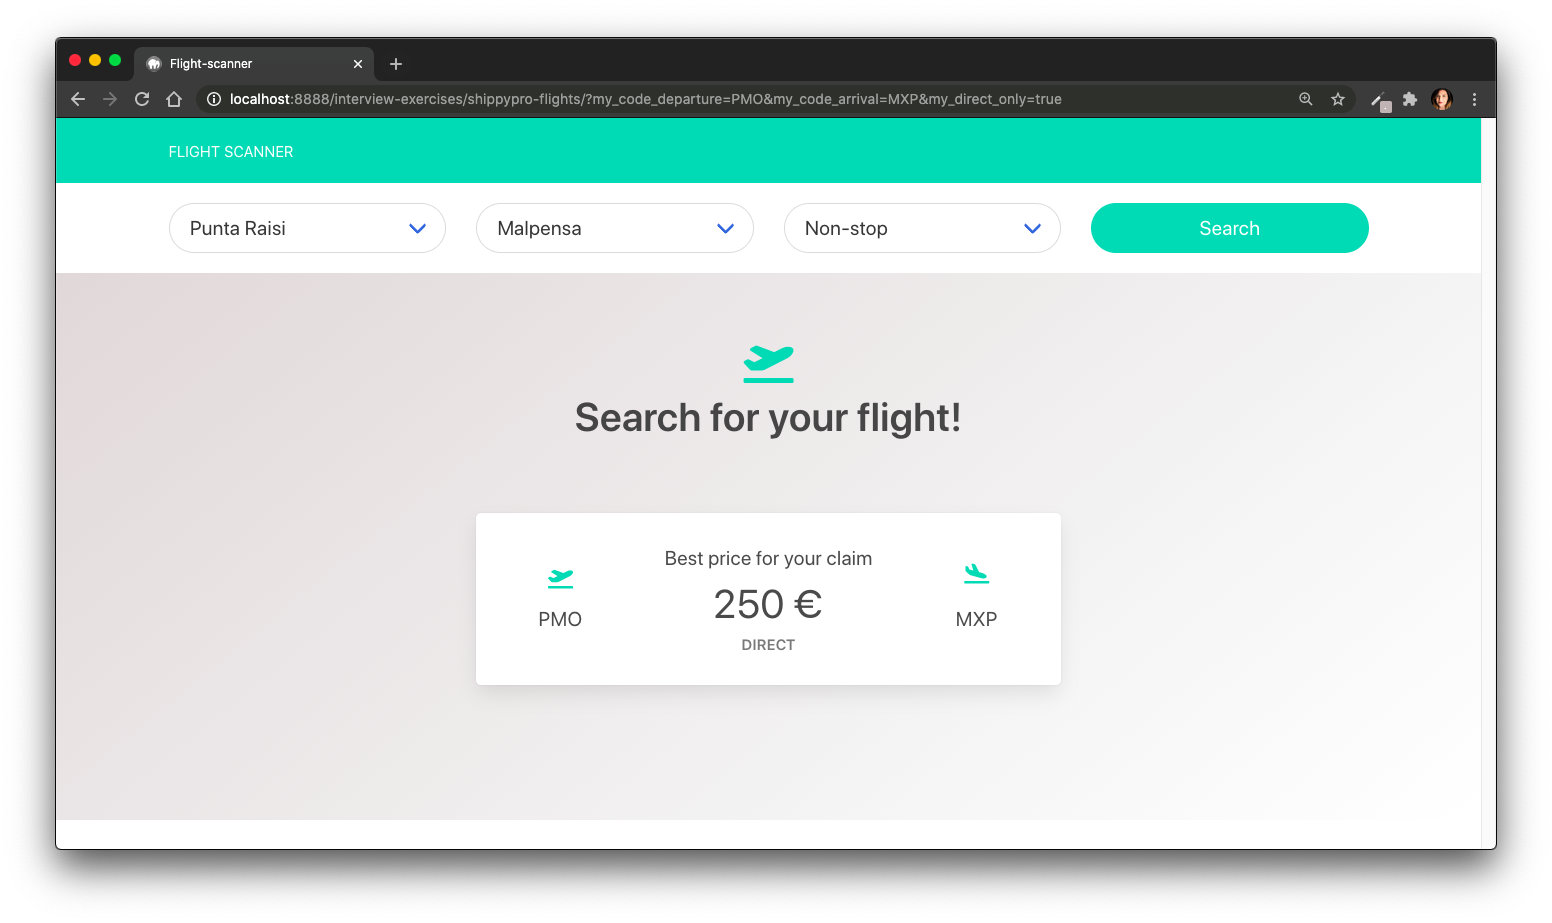 Flight-scanner
localhost:8888/interview-exercises/shippypro-flights/?my_code_departure=PMO&my_code_arrival=MXP&my_direct_only=true
FLIGHT SCANNER
Punta Raisi
Malpensa
Non-stop
Search
Search for your flight!
Best price for your claim
250 €
DIRECT
PMO
MXP